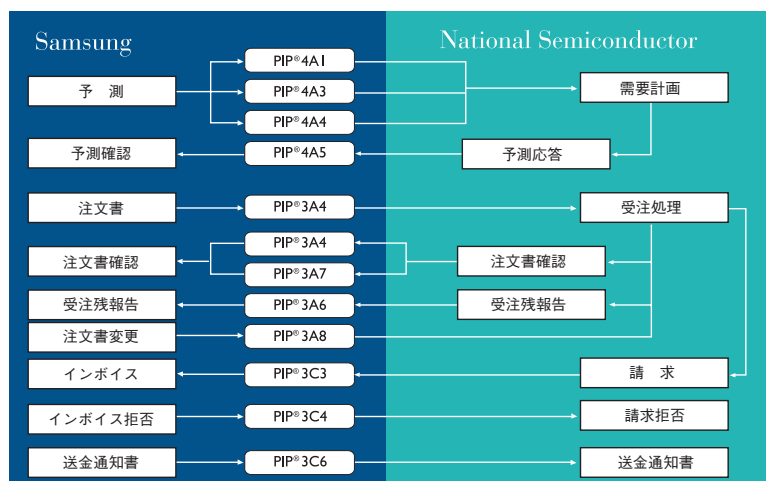 Samsung
National Semiconductor
PIP®4A1
予 測
PIP®4A3
需要計画
PIP®4A4
予測確認
PIP®4A5
予測応答
注文書
PIP®3A4
受注処理
PIP®3A4
注文書確認
注文書確認
PIP®3A7
受注残報告
PIP®3A6
受注残報告
注文書変更
PIP®3A8
インボイス
PIP®3C3
請 求
インボイス拒否
PIP®3C4
請求拒否
送金通知書
PIP®3C6
送金通知書